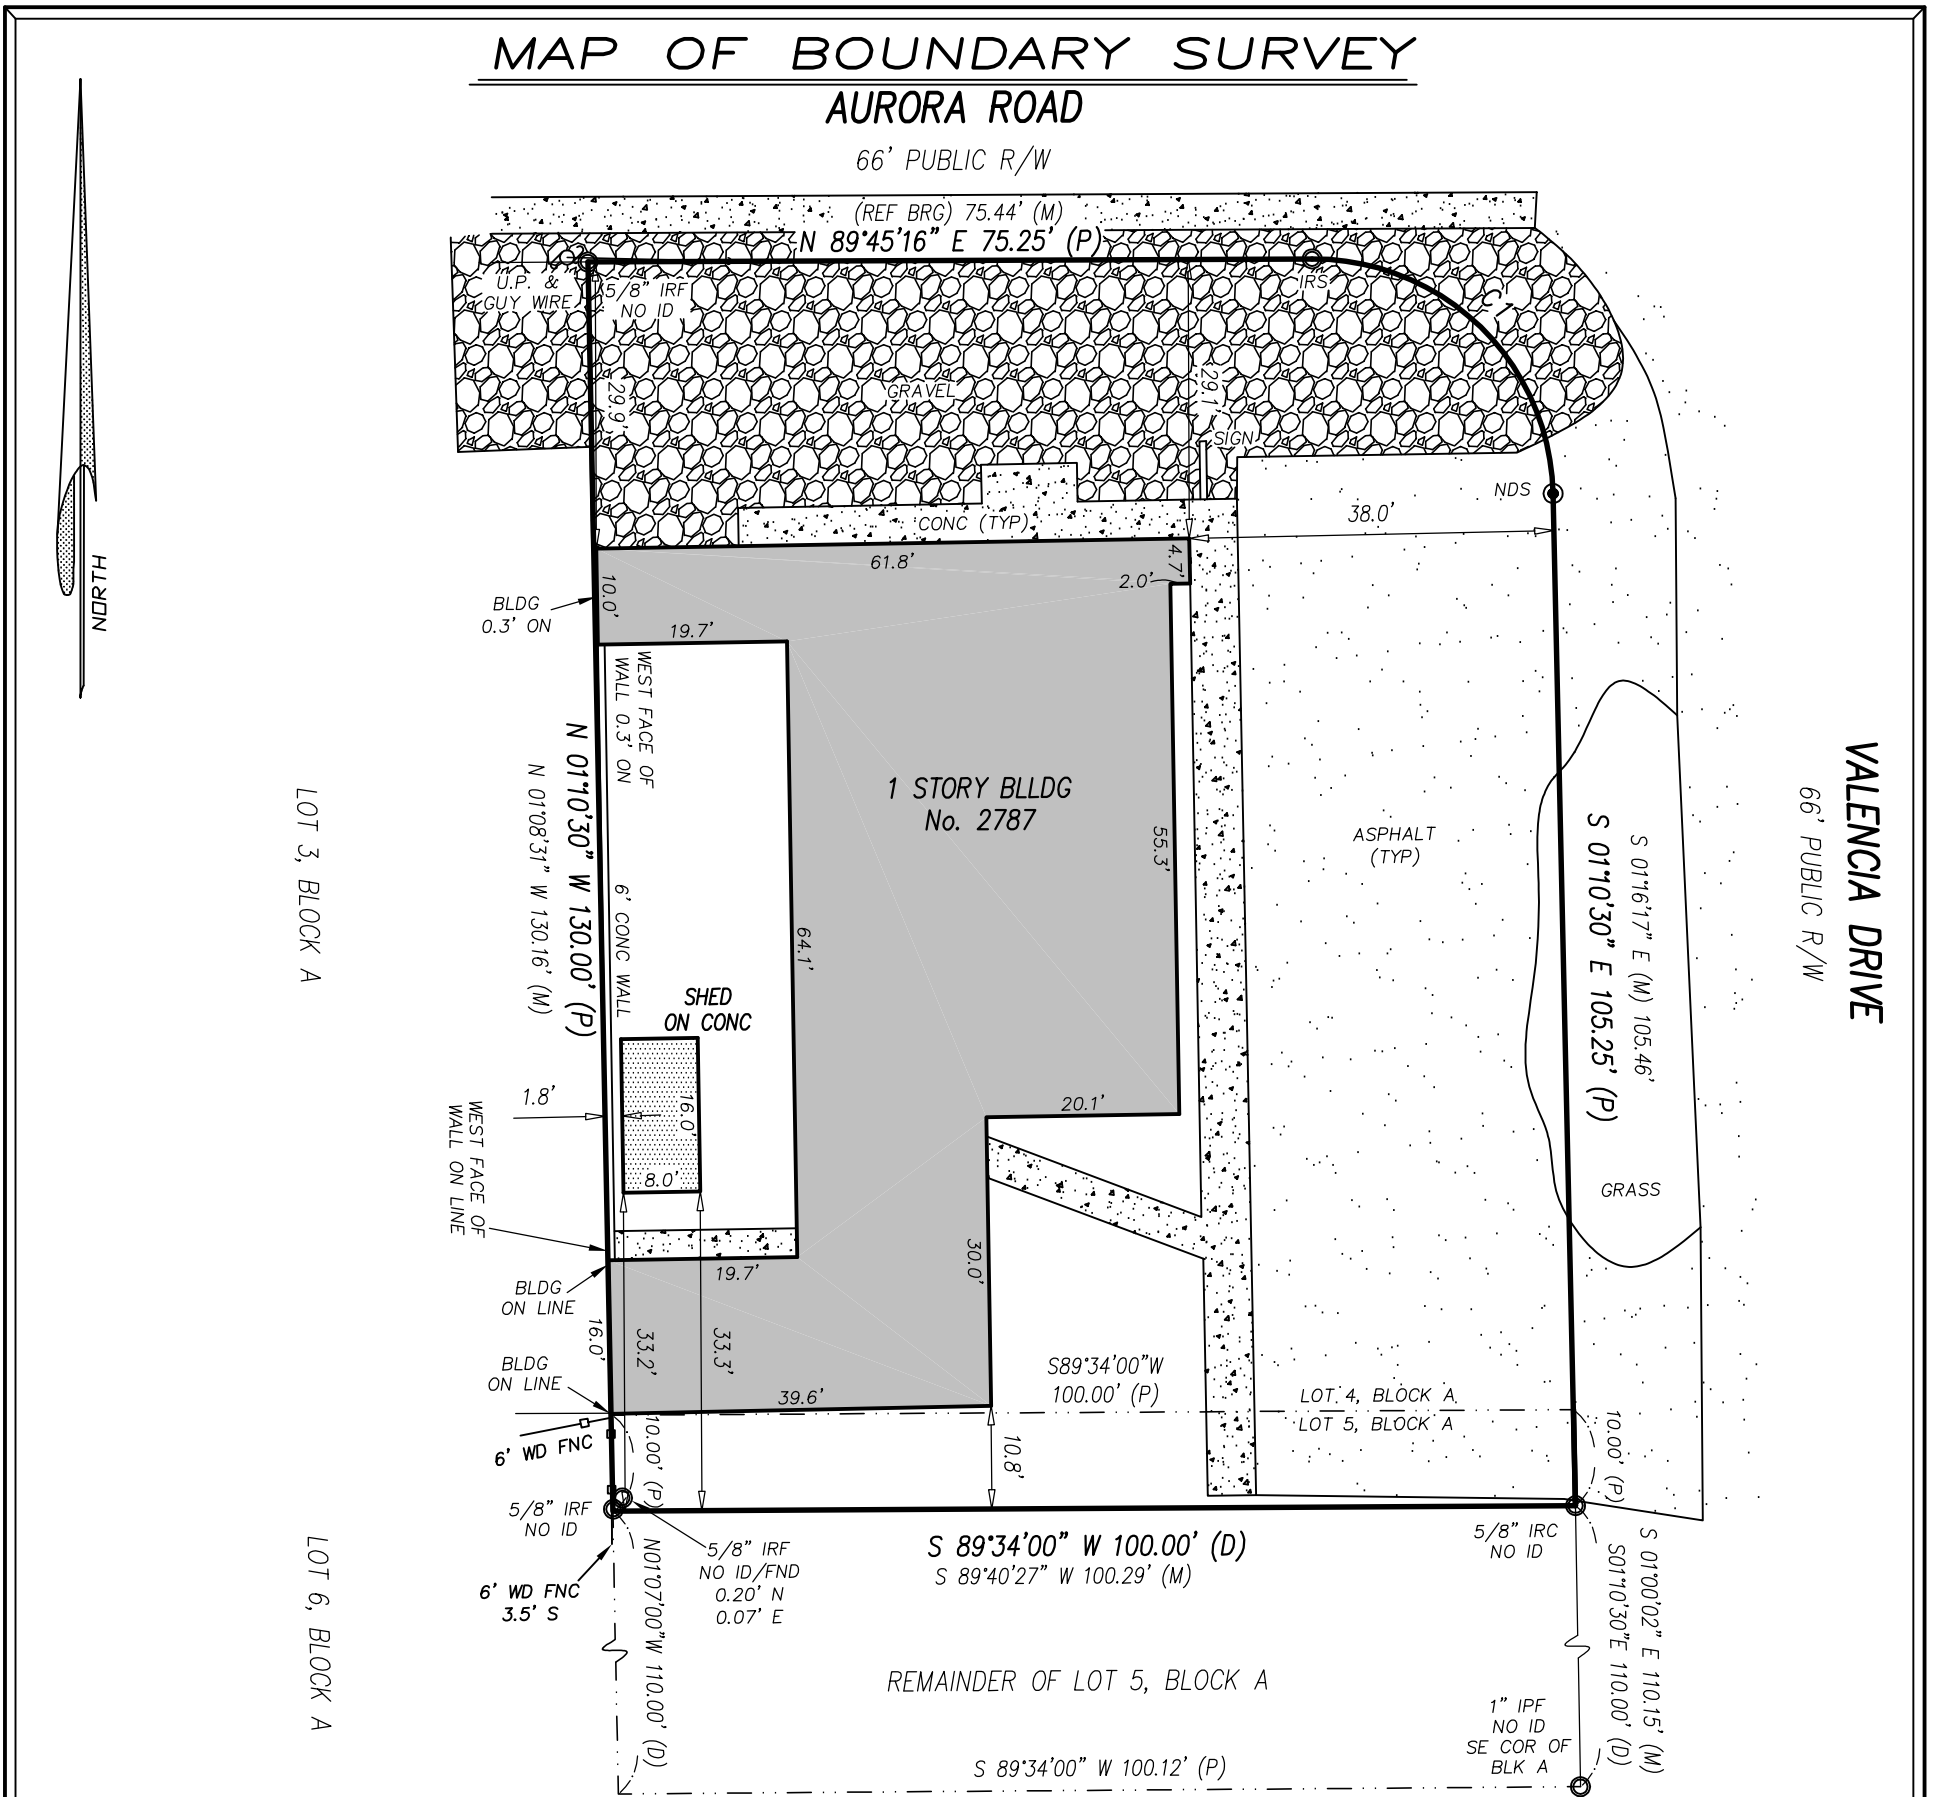 MAP OF BOUNDARY SURVEY
AURORA ROAD
66' PUBLIC R/W
(REF BRG) 75.44' (M)
N 89°45'16" E 75.25' (P)
U.P. &
GUY WIRE
5/8" IRF
NO ID
IRS
C1
29.9'
GRAVEL
29.1'
SIGN
NDS
38.0'
CONC (TYP)
61.8'
4.7'
2.0'
10.0'
BLDG
0.3' ON
19.7'
NORTH
WEST FACE OF
WALL 0.3' ON
N 01°10'30" W 130.00' (P)
N 01°08'31" W 130.16' (M)
LOT 3, BLOCK A
6' CONC WALL
1 STORY BLLDG
No. 2787
55.3'
64.1'
ASPHALT
(TYP)
S 01°16'17" E (M) 105.46'
S 01°10'30" E 105.25' (P)
VALENCIA DRIVE
66' PUBLIC R/W
SHED
ON CONC
16.0'
8.0'
1.8'
WEST FACE OF
WALL ON LINE
20.1'
GRASS
30.0'
19.7'
BLDG
ON LINE
16.0'
33.2'
33.3'
BLDG
ON LINE
39.6'
S89°34'00"W
100.00' (P)
LOT 4, BLOCK A
LOT 5, BLOCK A
10.00' (P)
10.00' (P)
10.8'
6' WD FNC
5/8" IRF
NO ID
5/8" IRF
NO ID/FND
0.20' N
0.07' E
6' WD FNC
3.5' S
S 89°34'00" W 100.00' (D)
S 89°40'27" W 100.29' (M)
5/8" IRC
NO ID
N01°07'00"W 110.00' (D)
S 01°00'02" E 110.15' (M)
S01°10'30"E 110.00' (D)
LOT 6, BLOCK A
REMAINDER OF LOT 5, BLOCK A
1" IPF
NO ID
SE COR OF
BLK A
S 89°34'00" W 100.12' (P)